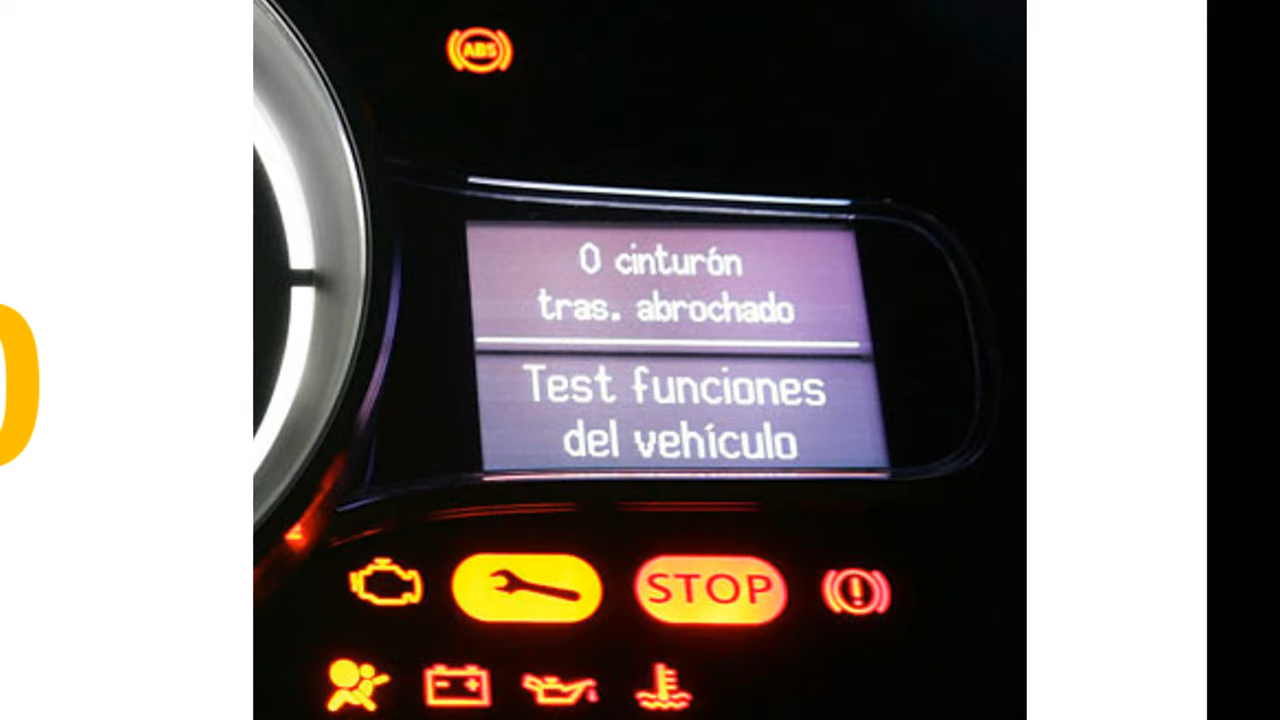 ABS
0 cinturón
tras. abrochado
Test funciones
del vehículo
STOP